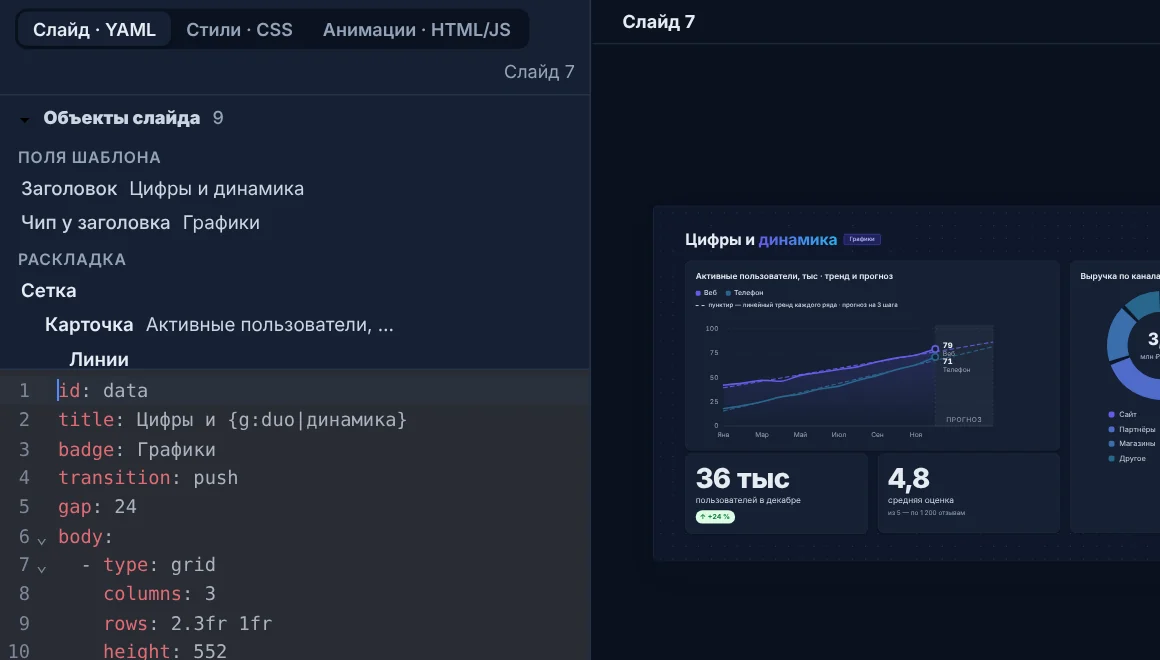 Слайд · YAML Стили · CSS Анимации · HTML/JS
Слайд 7
Объекты слайда 9
ПОЛЯ ШАБЛОНА
Заголовок Цифры и динамика
Чип у заголовка Графики
РАСКЛАДКА
Сетка
Карточка Активные пользователи, ...
Линии
1 id: data
2 title: Цифры и {g:duo|динамика}
3 badge: Графики
4 transition: push
5 gap: 24
6 body:
7 - type: grid
8 columns: 3
9 rows: 2.3fr 1fr
10 height: 552
Слайд 7
Цифры и динамика Графики
Активные пользователи, тыс · тренд и прогноз
Веб Телефон
пунктир — линейный тренд каждого ряда · прогноз на 3 шага
100
75
50
25
0
Янв Мар Май Июл Сен Ноя
79
Веб
71
Телефон
ПРОГНОЗ
36 тыс
пользователей в декабре
↑ +24 %
4,8
средняя оценка
из 5 — по 1 200 отзывам
Выручка по канала
3,
млн ₽
Сайт
Партнёры
Магазины
Другое